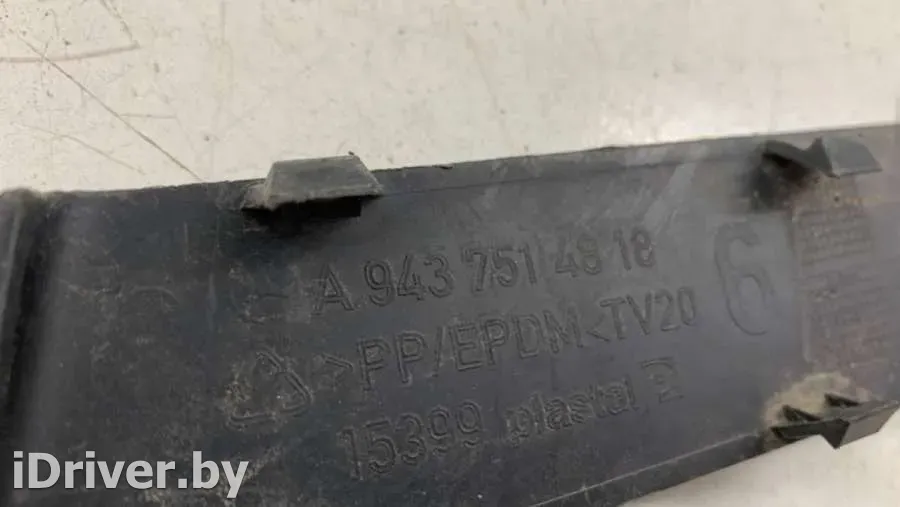 A 943 751 48 18
6
>PP/EPDM<TV20
15399 plastal
iDriver.by